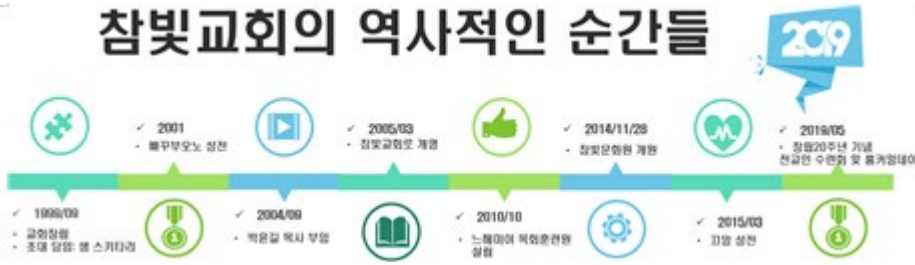 참빛교회의 역사적인 순간들
2019
✓ 1999/09
• 교회창립
• 초대 담임: 샘 스키타리
✓ 2001
• 배꾸부오노 성전
✓ 2004/09
• 박은길 목사 부임
✓ 2005/03
• 참빛교회로 개명
✓ 2010/10
• 느헤미야 목회훈련원
설립
✓ 2014/11/28
• 참빛문화원 개원
✓ 2015/03
• 끼암 성전
✓ 2019/05
• 창립20주년 기념
전교인 수련회 및 홈커밍데이